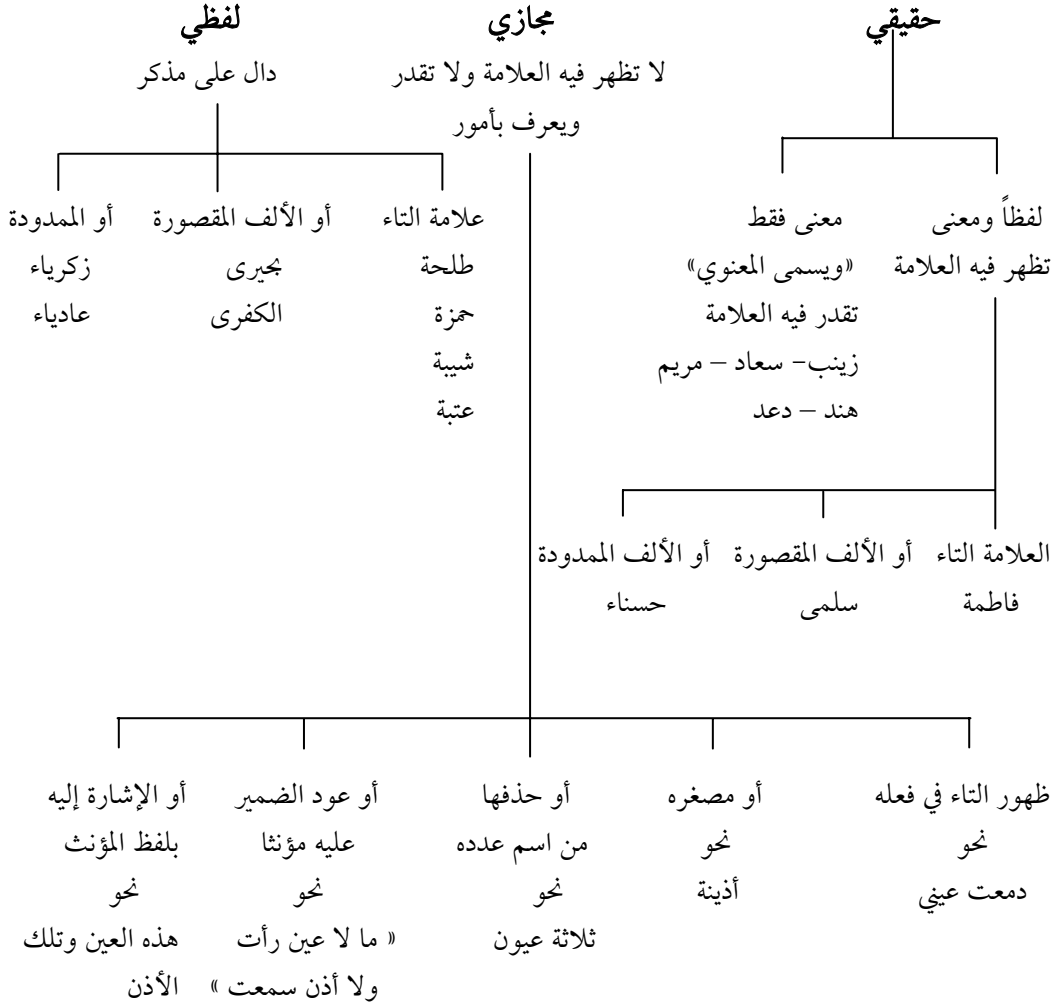 حقيقي
مجازي
لفظي
لا تظهر فيه العلامة ولا تقدر
ويعرف بأمور
دال على مذكر
لفظاً ومعنى
تظهر فيه العلامة
معنى فقط
«ويسمى المعنوي»
تقدر فيه العلامة
زينب- سعاد – مريم
هند – دعد
علامة التاء
طلحة
حمزة
شيبة
عتبة
أو الألف المقصورة
بحيرى
الكفرى
أو الممدودة
زكرياء
عادياء
العلامة التاء
فاطمة
أو الألف المقصورة
سلمى
أو الألف الممدودة
حسناء
ظهور التاء في فعله
نحو
دمعت عيني
أو مصغره
نحو
أذينة
أو حذفها
من اسم عدده
نحو
ثلاثة عيون
أو عود الضمير
عليه مؤنثا
نحو
« ما لا عين رأت
ولا أذن سمعت »
أو الإشارة إليه
بلفظ المؤنث
نحو
هذه العين وتلك
الأذن